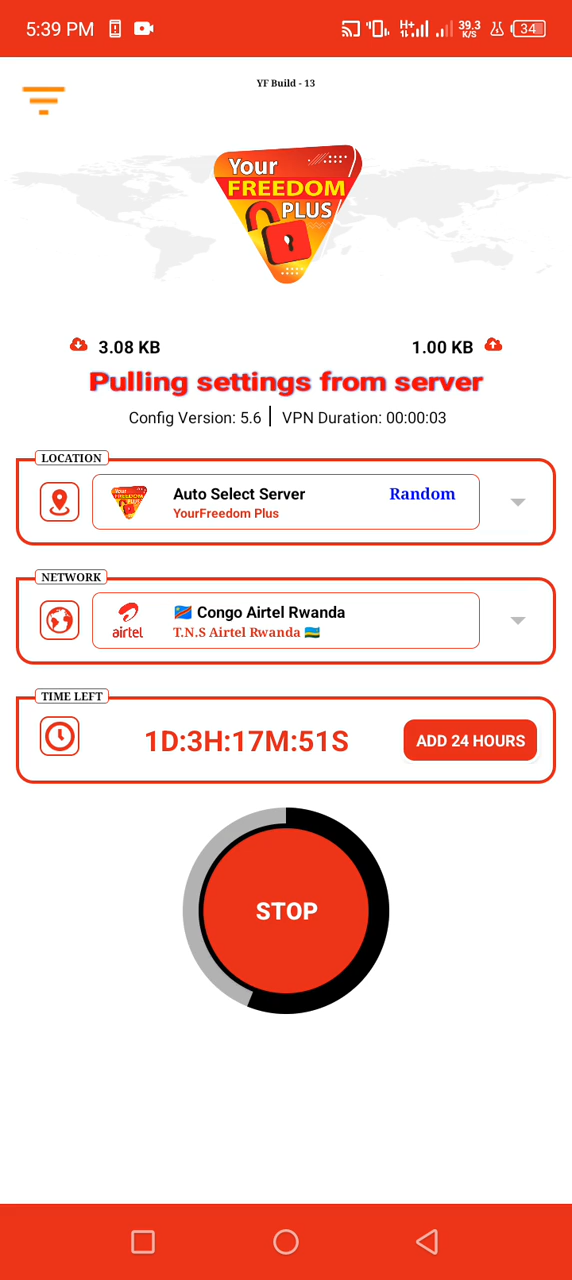 5:39 PM H+ 39.3 K/S 34
YF Build - 13
Your
FREEDOM
PLUS
3.08 KB 1.00 KB
Pulling settings from server
Config Version: 5.6 | VPN Duration: 00:00:03
LOCATION
Auto Select Server Random
YourFreedom Plus
NETWORK
🇨🇩 Congo Airtel Rwanda
airtel T.N.S Airtel Rwanda 🇷🇼
TIME LEFT
1D:3H:17M:51S ADD 24 HOURS
STOP